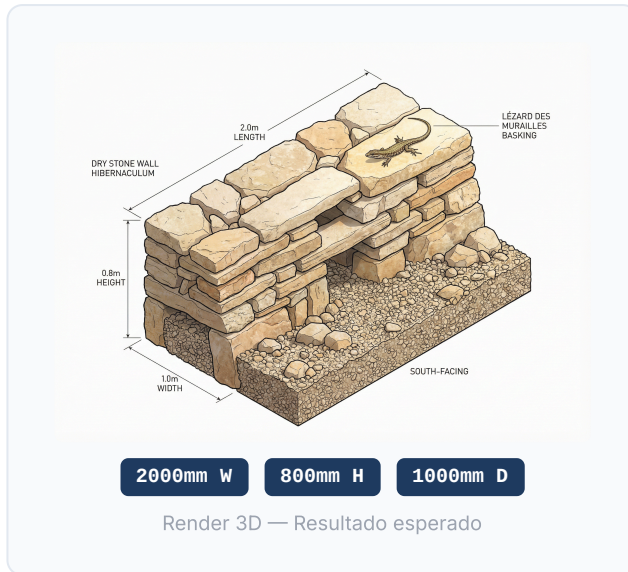 2.0m
LENGTH
LÉZARD DES
MURAILLES
BASKING
DRY STONE WALL
HIBERNACULUM
0.8m
HEIGHT
1.0m
WIDTH
SOUTH-FACING
2000mm W
800mm H
1000mm D
Render 3D — Resultado esperado